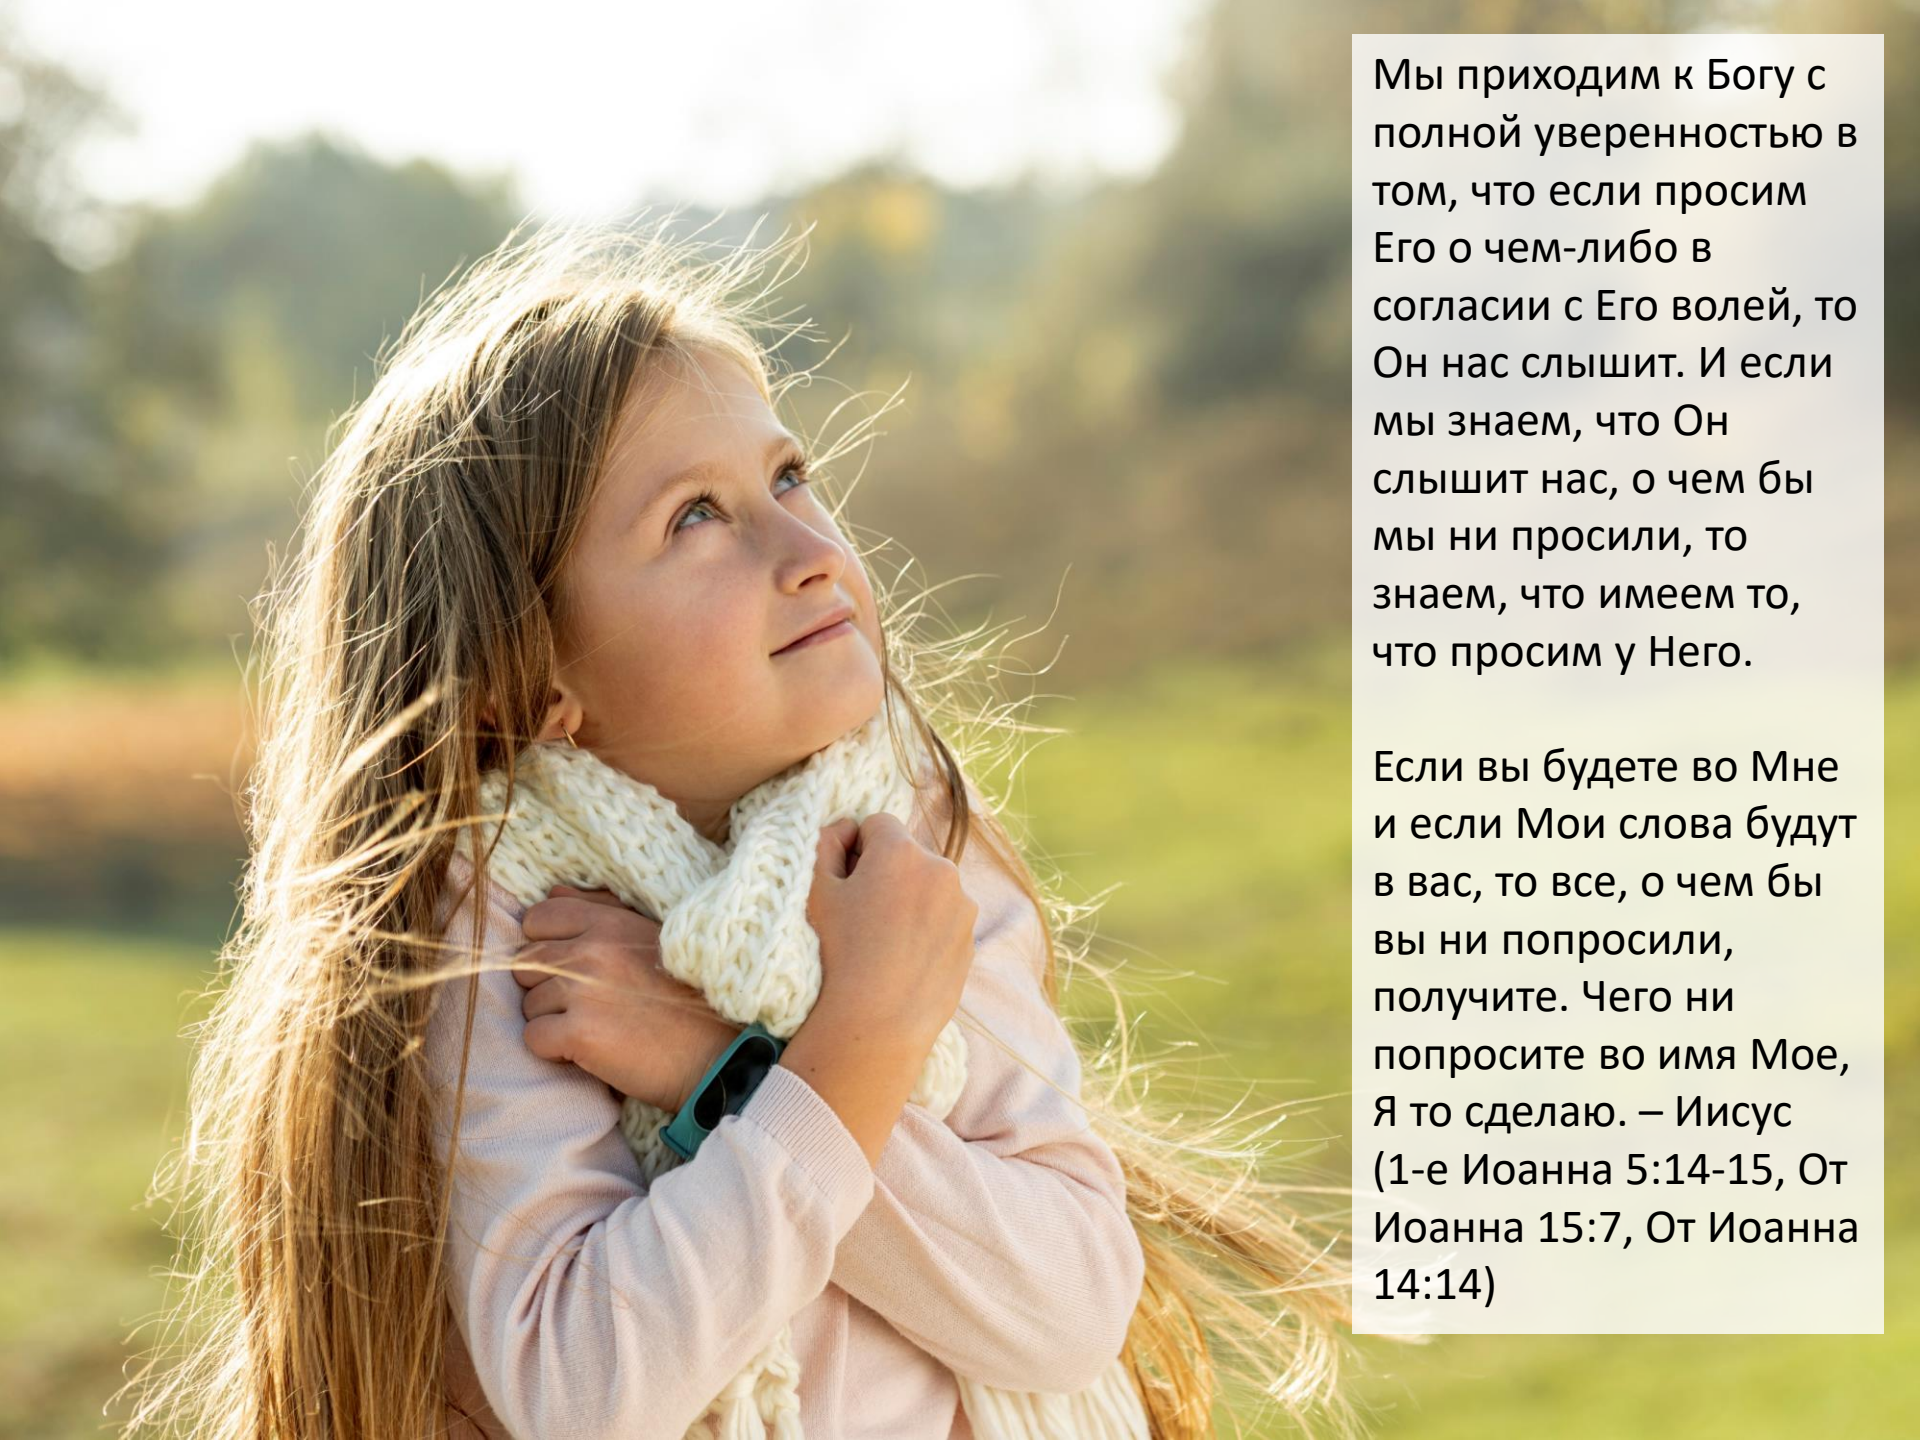 Мы приходим к Богу с
полной уверенностью в
том, что если просим
Его о чем-либо в
согласии с Его волей, то
Он нас слышит. И если
мы знаем, что Он
слышит нас, о чем бы
мы ни просили, то
знаем, что имеем то,
что просим у Него.

Если вы будете во Мне
и если Мои слова будут
в вас, то все, о чем бы
вы ни попросили,
получите. Чего ни
попросите во имя Мое,
Я то сделаю. – Иисус
(1-е Иоанна 5:14-15, От
Иоанна 15:7, От Иоанна
14:14)